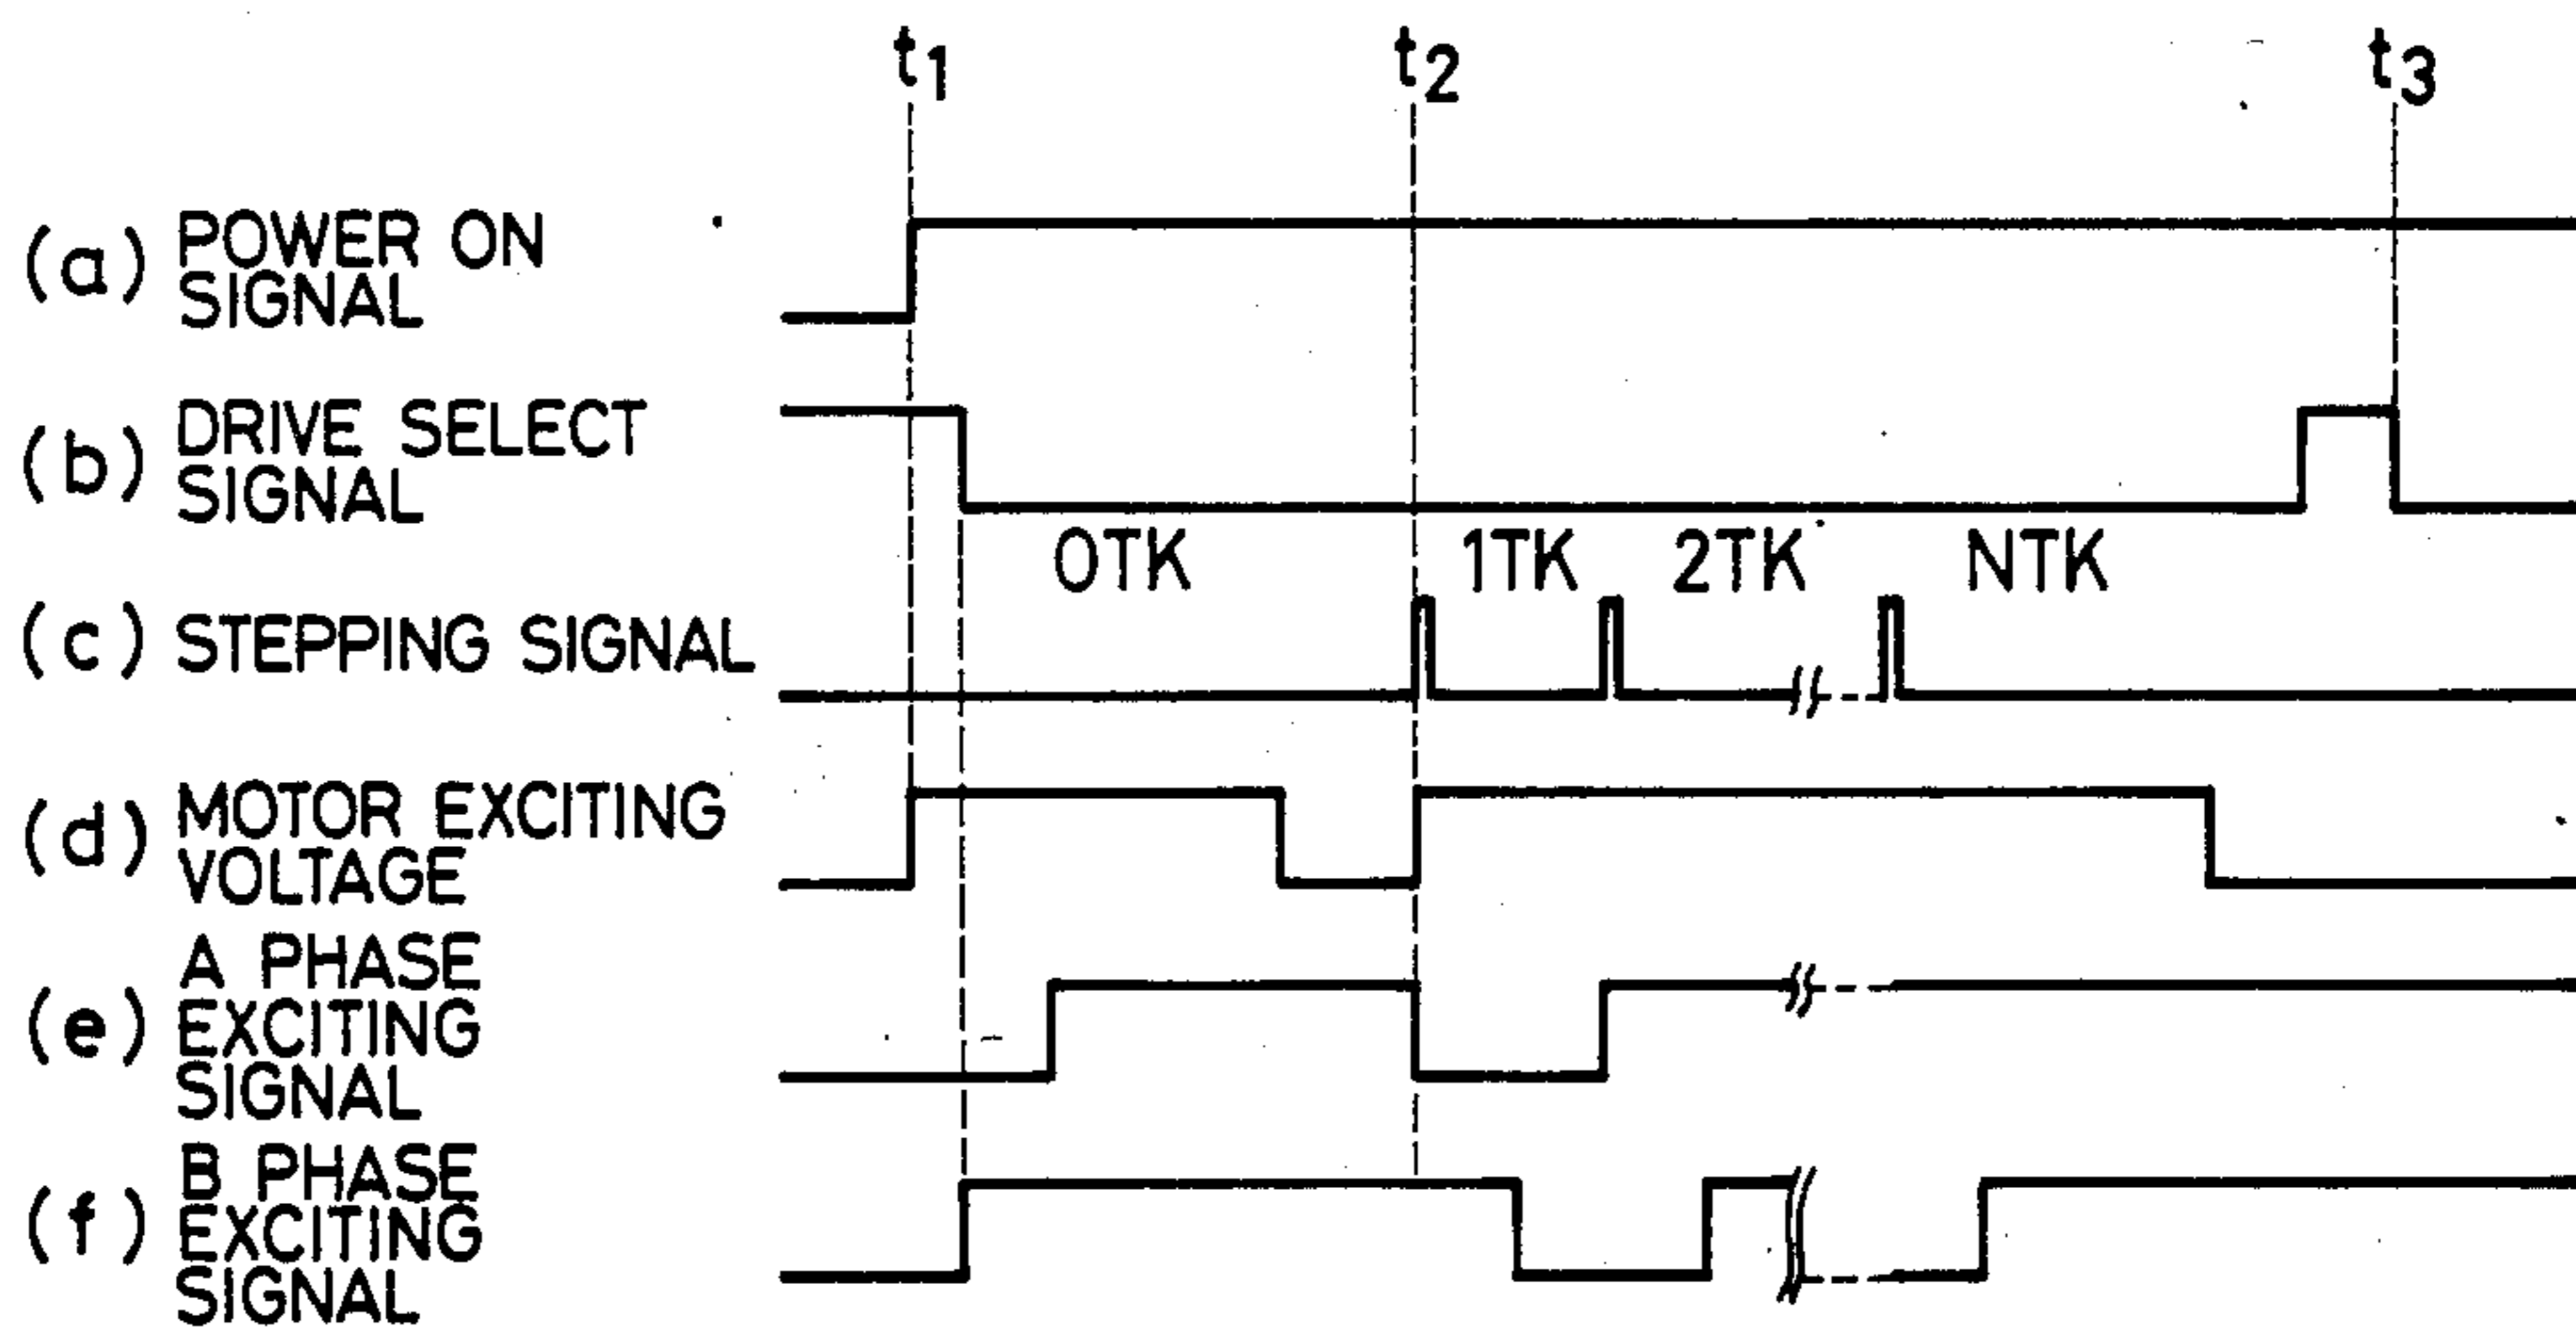 t1 t2 t3
(a) POWER ON
SIGNAL
(b) DRIVE SELECT
SIGNAL
0TK 1TK 2TK NTK
(c) STEPPING SIGNAL
(d) MOTOR EXCITING
VOLTAGE
(e) A PHASE
EXCITING
SIGNAL
(f) B PHASE
EXCITING
SIGNAL